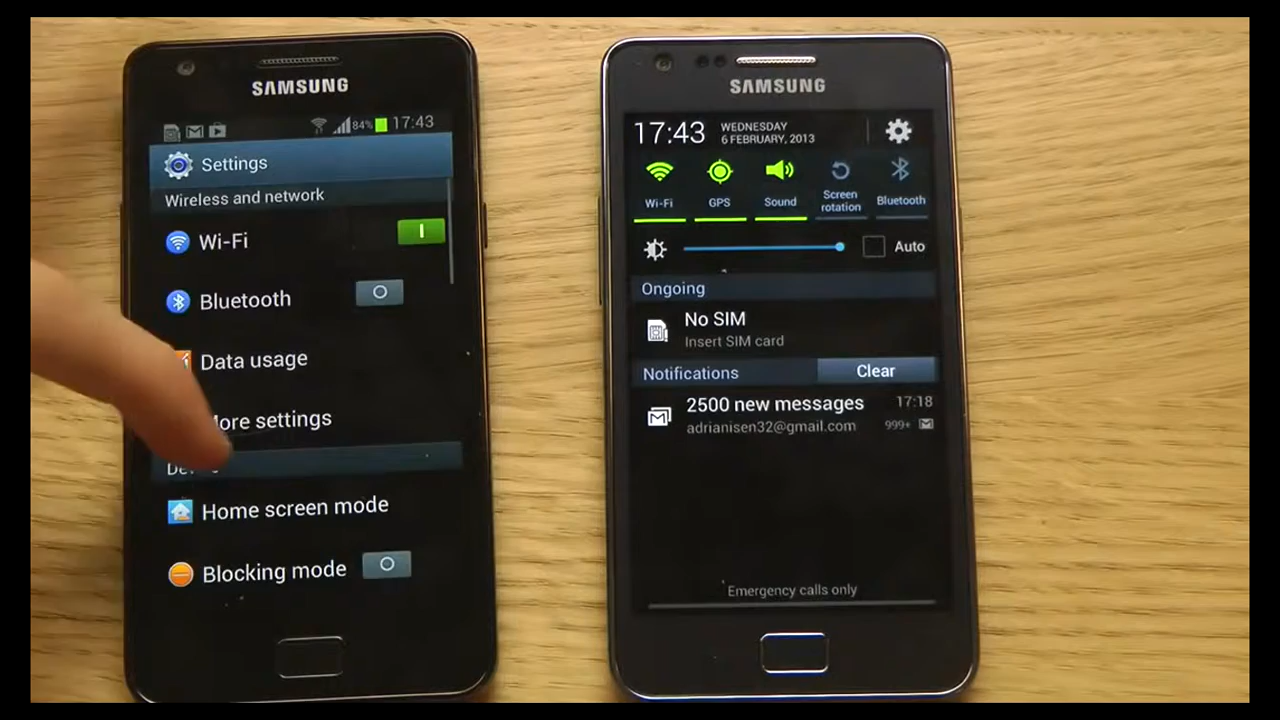 SAMSUNG
84% 17:43
Settings
Wireless and network
Wi-Fi
Bluetooth
Data usage
More settings
Home screen mode
Blocking mode
SAMSUNG
17:43
WEDNESDAY
6 FEBRUARY, 2013
Wi-Fi
GPS
Sound
Screen
rotation
Bluetooth
Auto
Ongoing
No SIM
Insert SIM card
Notifications
Clear
2500 new messages
17:18
adrianisen32@gmail.com
999+
Emergency calls only